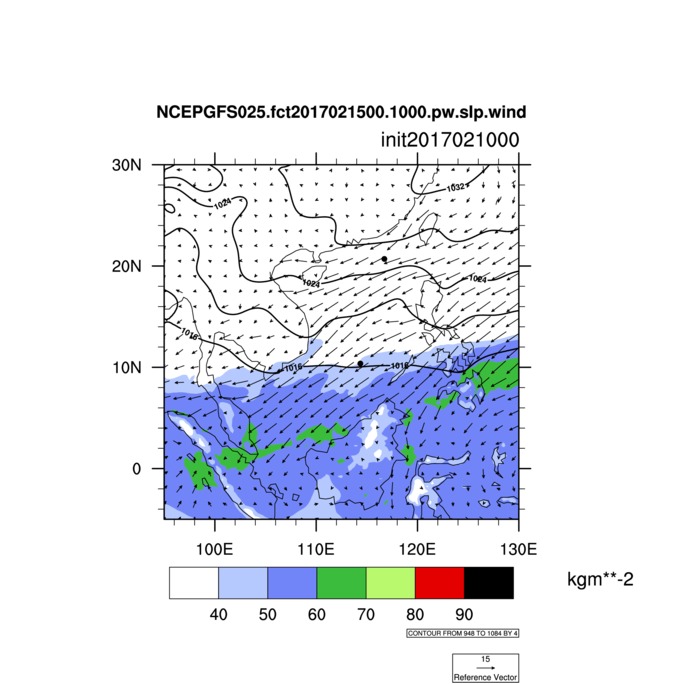 NCEPGFS025.fct2017021500.1000.pw.slp.wind
init2017021000
30N
1032
1024
20N
1024
1024
1016
10N
1016
1016
0
100E 110E 120E 130E
kgm**-2
40 50 60 70 80 90
CONTOUR FROM 948 TO 1084 BY 4
15
Reference Vector